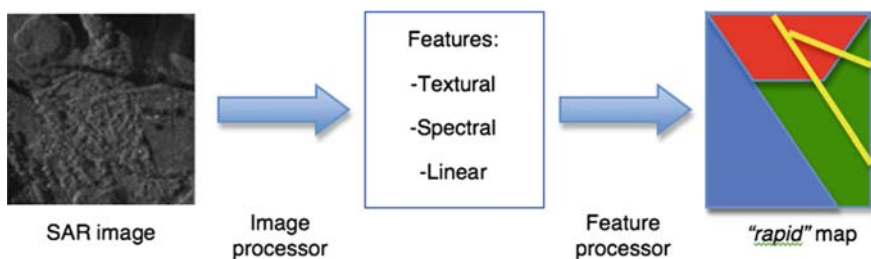 Features:
-Textural
-Spectral
-Linear
SAR image
Image
processor
Feature
processor
"rapid" map